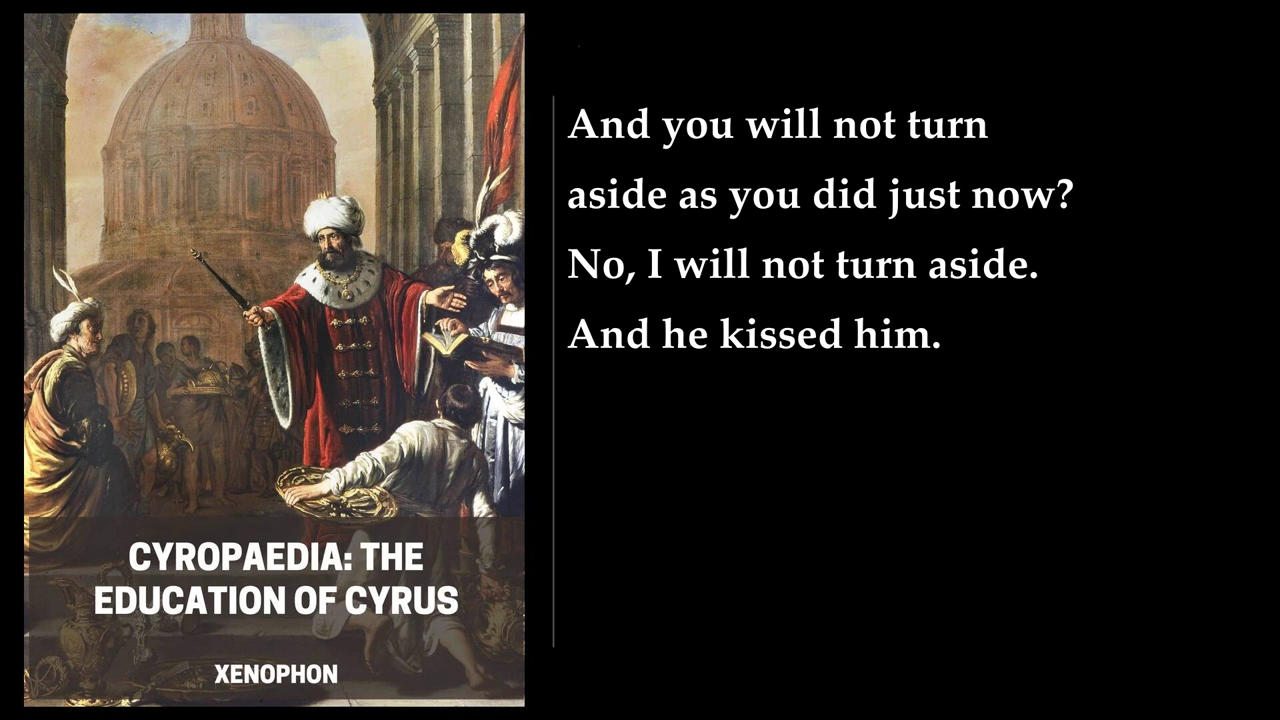 CYROPAEDIA: THE
EDUCATION OF CYRUS
XENOPHON
And you will not turn
aside as you did just now?
No, I will not turn aside.
And he kissed him.